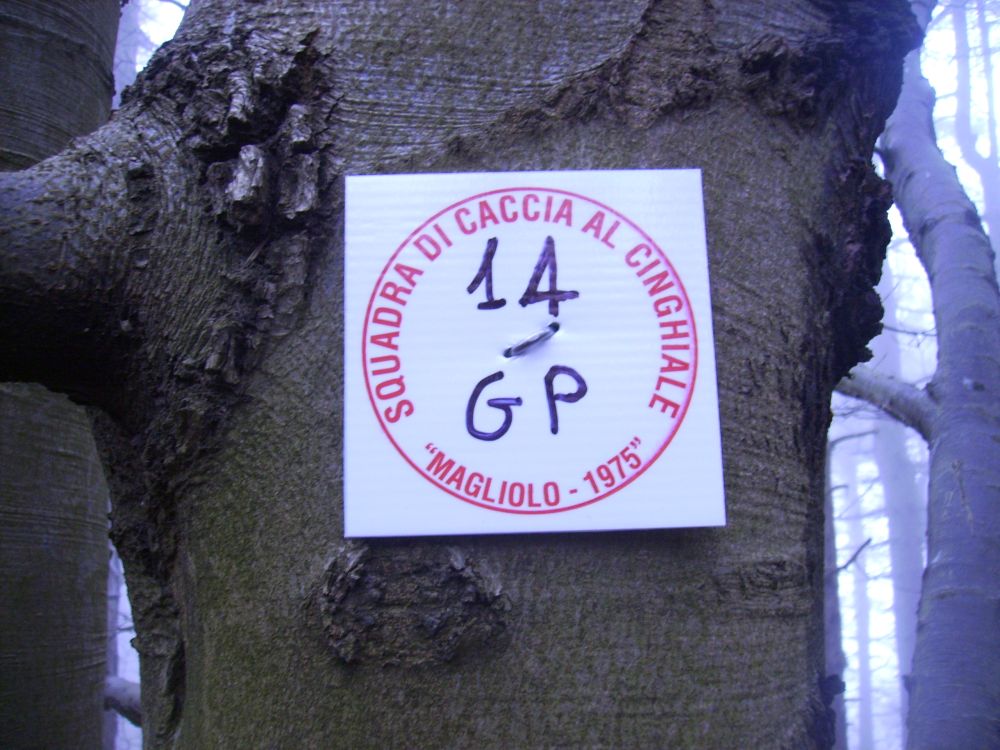 SQUADRA DI CACCIA AL CINGHIALE
14
GP
"MAGLIOLO - 1975"